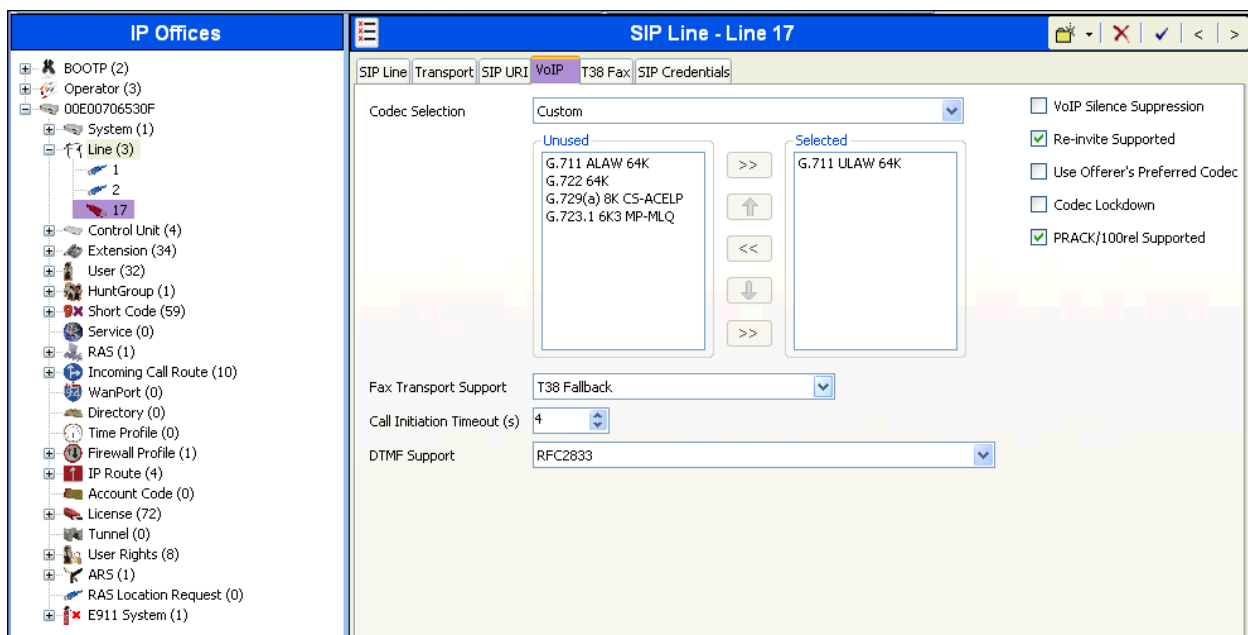 IP Offices
BOOTP (2)
Operator (3)
00E00706530F
System (1)
Line (3)
1
2
17
Control Unit (4)
Extension (34)
User (32)
HuntGroup (1)
Short Code (59)
Service (0)
RAS (1)
Incoming Call Route (10)
WanPort (0)
Directory (0)
Time Profile (0)
Firewall Profile (1)
IP Route (4)
Account Code (0)
License (72)
Tunnel (0)
User Rights (8)
ARS (1)
RAS Location Request (0)
E911 System (1)
SIP Line - Line 17
SIP Line Transport SIP URI VoIP T38 Fax SIP Credentials
Codec Selection Custom
Unused
G.711 ALAW 64K
G.722 64K
G.729(a) 8K CS-ACELP
G.723.1 6K3 MP-MLQ
>>
<<
>>
Selected
G.711 ULAW 64K
VoIP Silence Suppression
Re-invite Supported
Use Offerer's Preferred Codec
Codec Lockdown
PRACK/100rel Supported
Fax Transport Support T38 Fallback
Call Initiation Timeout (s) 4
DTMF Support RFC2833